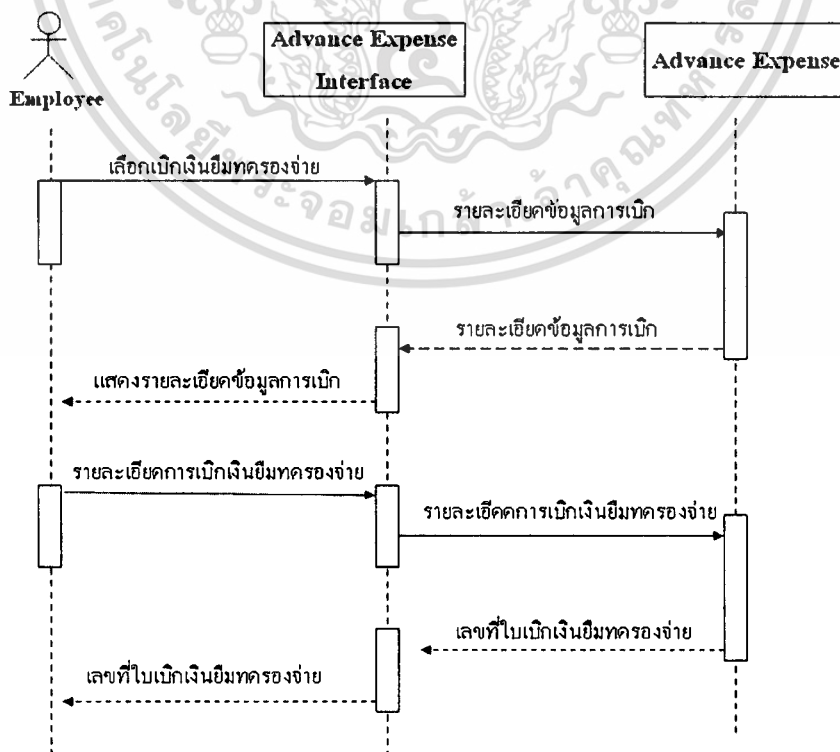 Advance Expense
Interface
Advance Expense
Employee
เลือกเบิกเงินยืมทดรองจ่าย
รายละเอียดข้อมูลการเบิก
รายละเอียดข้อมูลการเบิก
แสดงรายละเอียดข้อมูลการเบิก
รายละเอียดการเบิกเงินยืมทดรองจ่าย
รายละเอียดการเบิกเงินยืมทดรองจ่าย
เลขที่ใบเบิกเงินยืมทดรองจ่าย
เลขที่ใบเบิกเงินยืมทดรองจ่าย